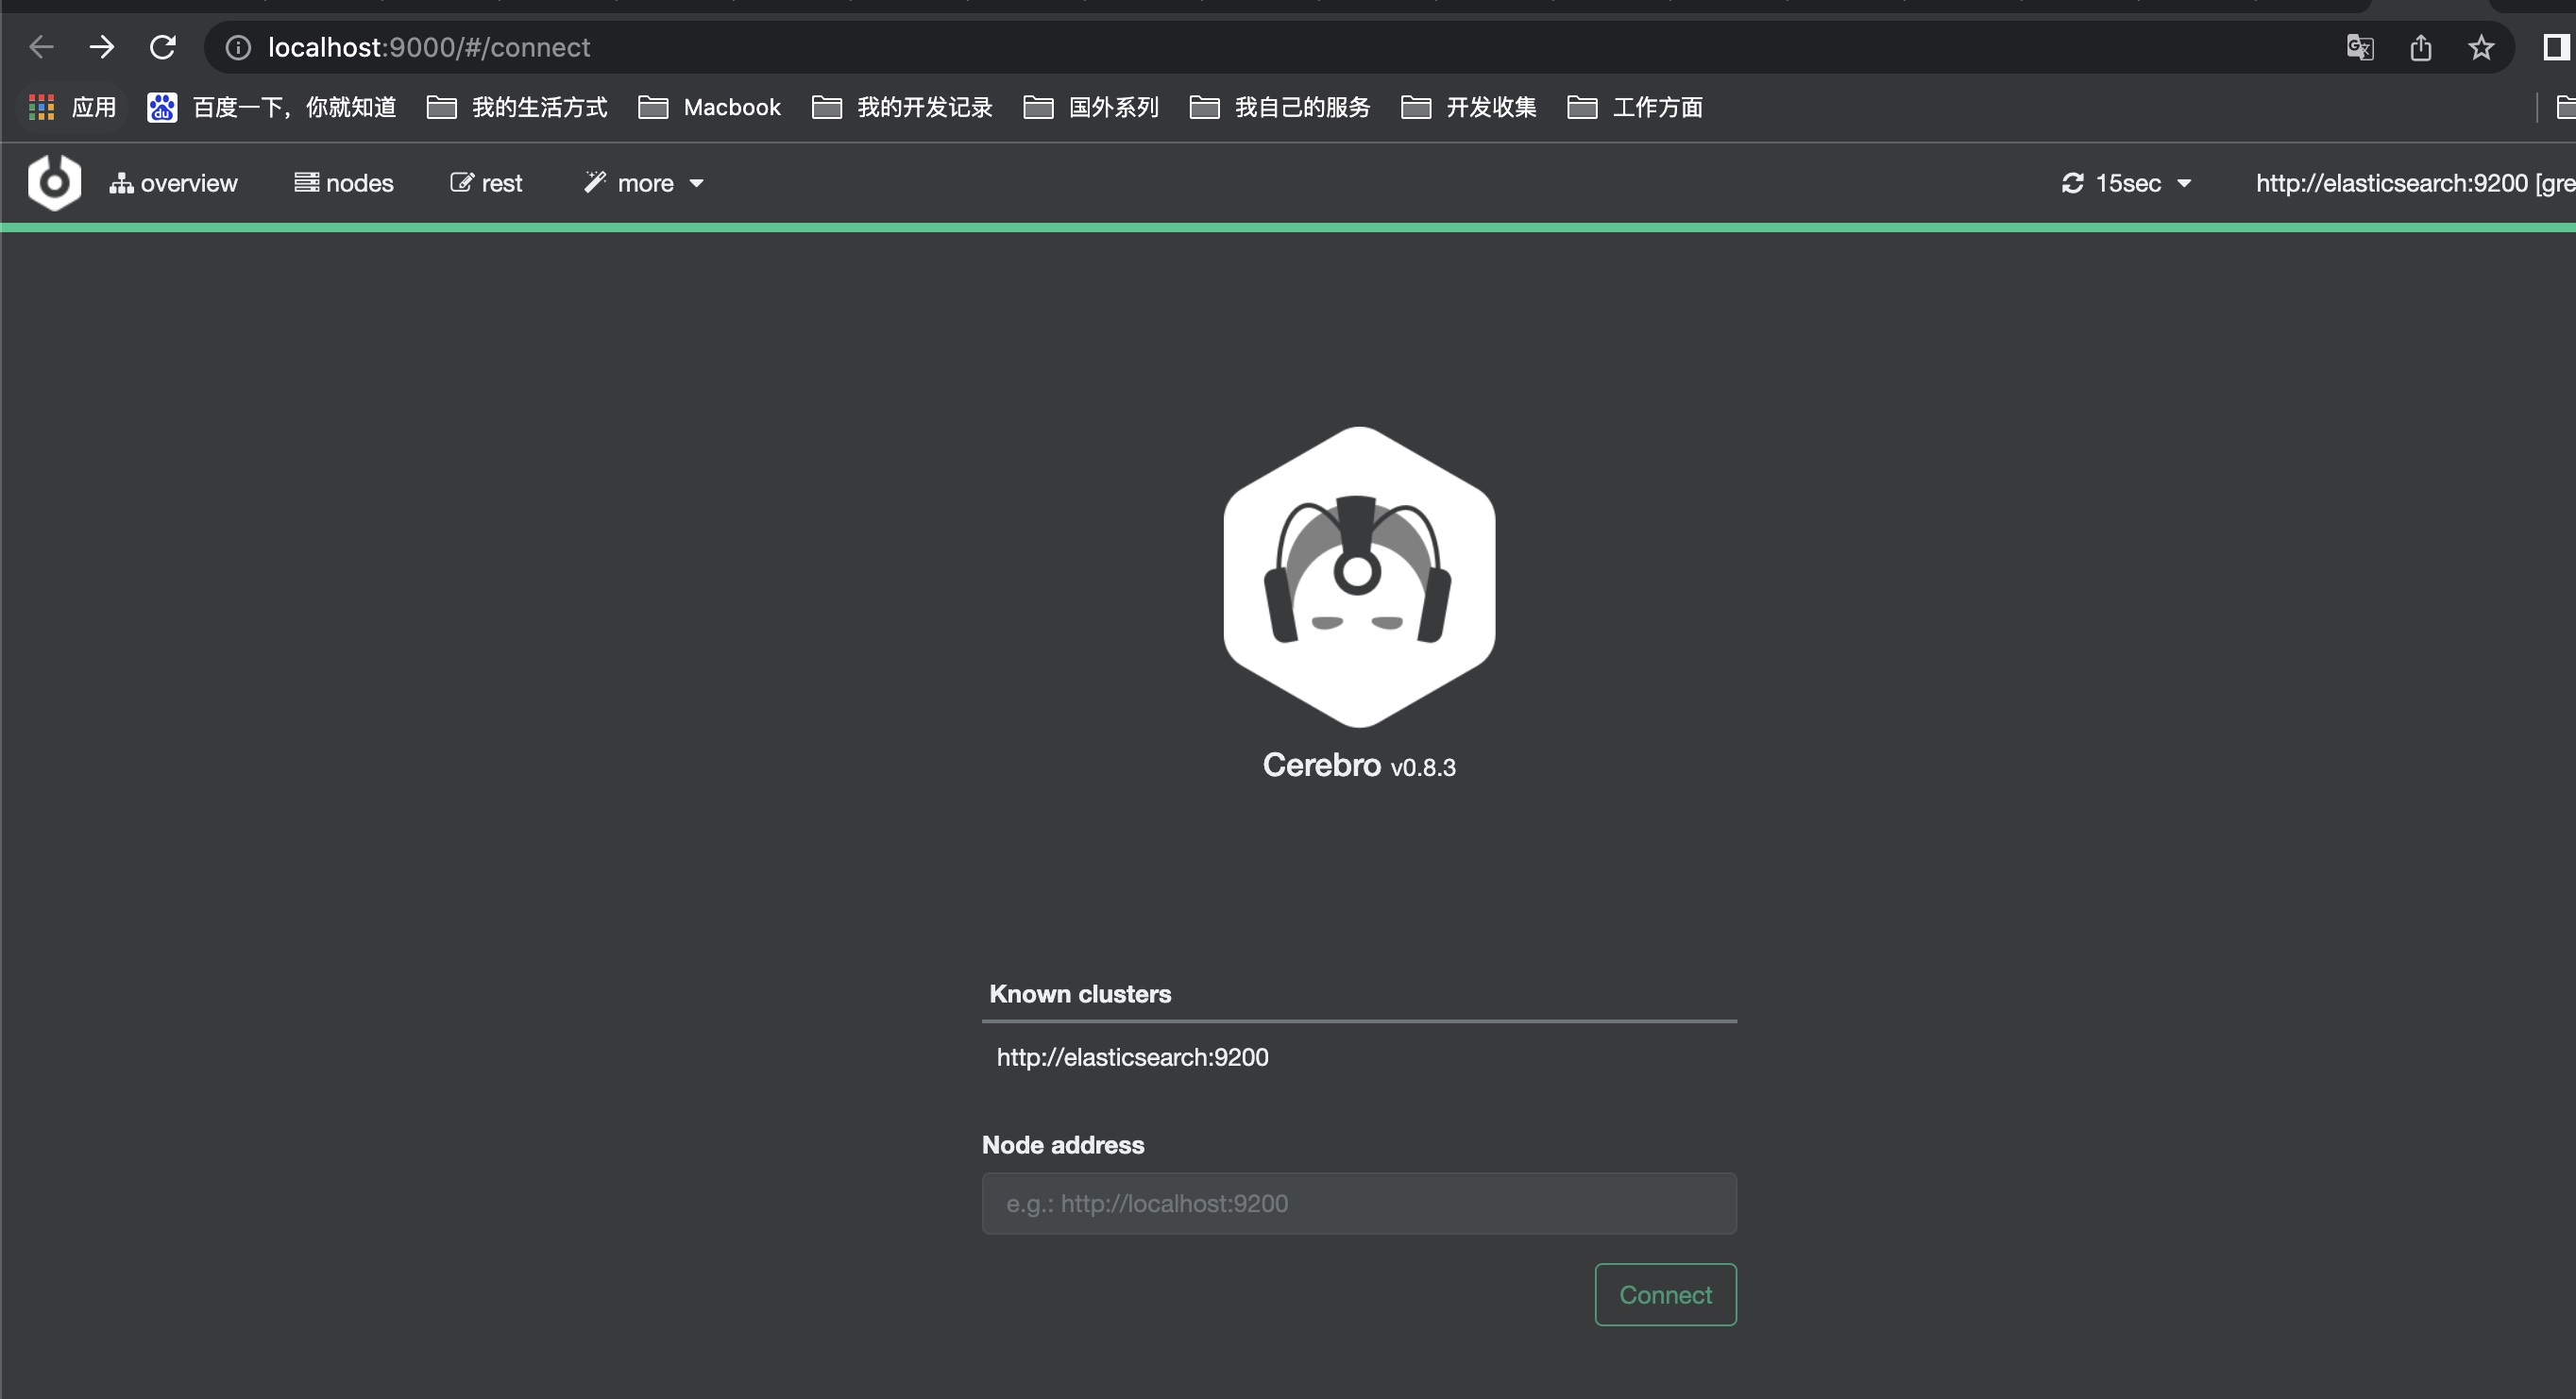 localhost:9000/#/connect
应用 百度一下，你就知道 我的生活方式 Macbook 我的开发记录 国外系列 我自己的服务 开发收集 工作方面
overview nodes rest more 15sec http://elasticsearch:9200 [gre
Cerebro v0.8.3
Known clusters
http://elasticsearch:9200
Node address
e.g.: http://localhost:9200
Connect